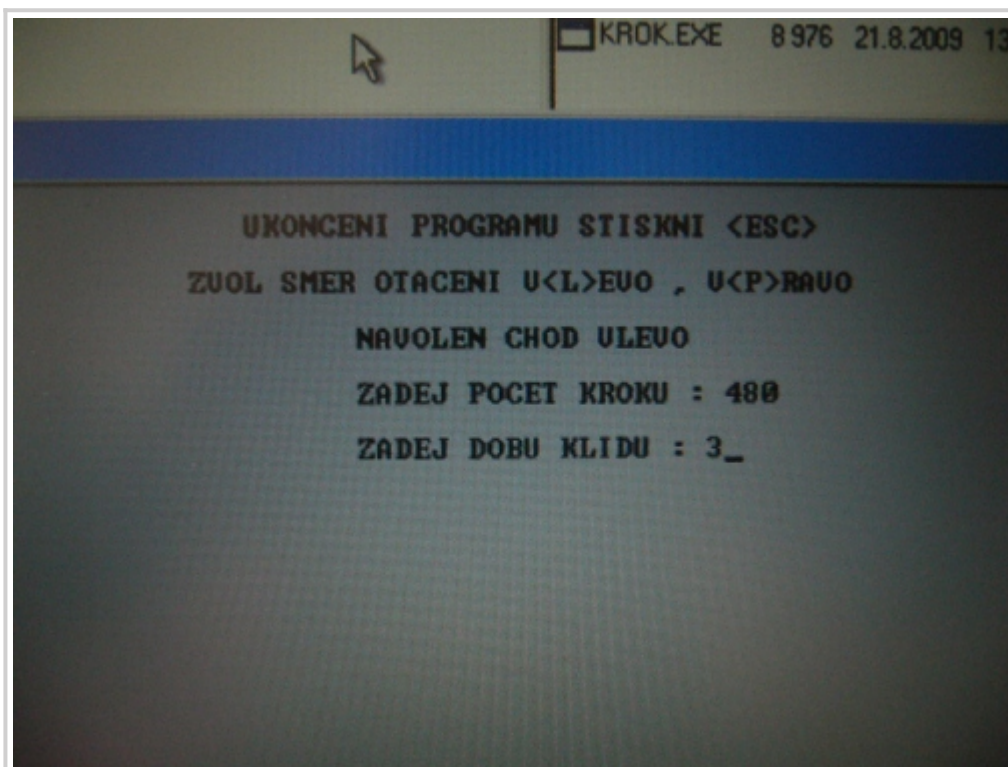 KROK.EXE 8 976 21.8.2009 13
UKONCENI PROGRAMU STISKNI <ESC>
ZVOL SMER OTACENI V<L>EVO , V<P>RAVO
NAVOLEN CHOD VLEVO
ZADEJ POCET KROKU : 480
ZADEJ DOBU KLIDU : 3_